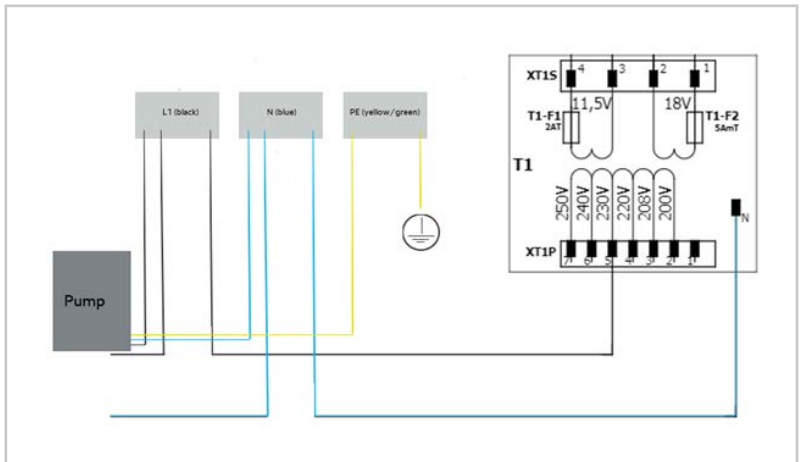 XT1S
4 3 2 1
11,5V 18V
T1-F1
2AT
T1-F2
5AmT
T1
L1 (black)
N (blue)
PE (yellow/green)
250V
240V
230V
220V
208V
200V
N
XT1P
7 6 5 4 3 2 1
Pump